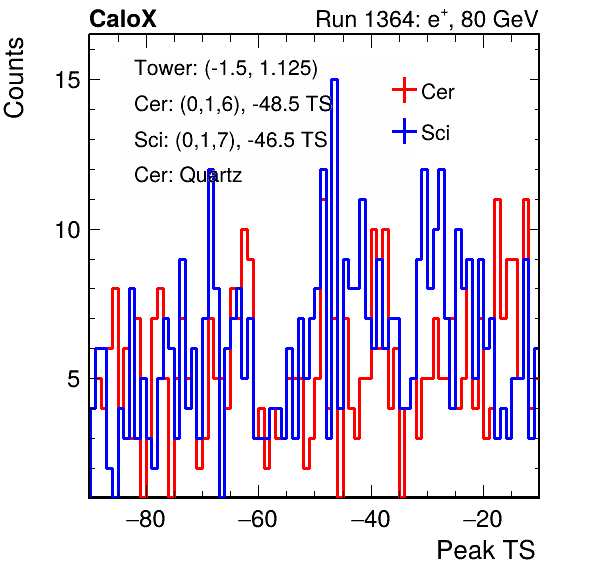 CaloX Run 1364: e⁺, 80 GeV
Counts
15
10
5
Tower: (-1.5, 1.125)
Cer: (0,1,6), -48.5 TS
Sci: (0,1,7), -46.5 TS
Cer: Quartz
Cer
Sci
−80 −60 −40 −20
Peak TS